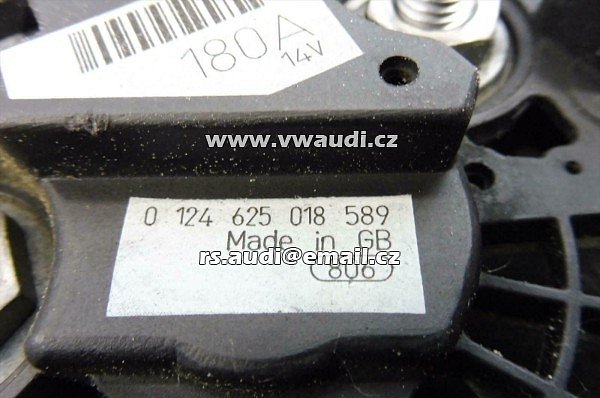 180A
14V
www.vwaudi.cz
0 124 625 018 589
Made in GB
rs.audi@email.cz
806